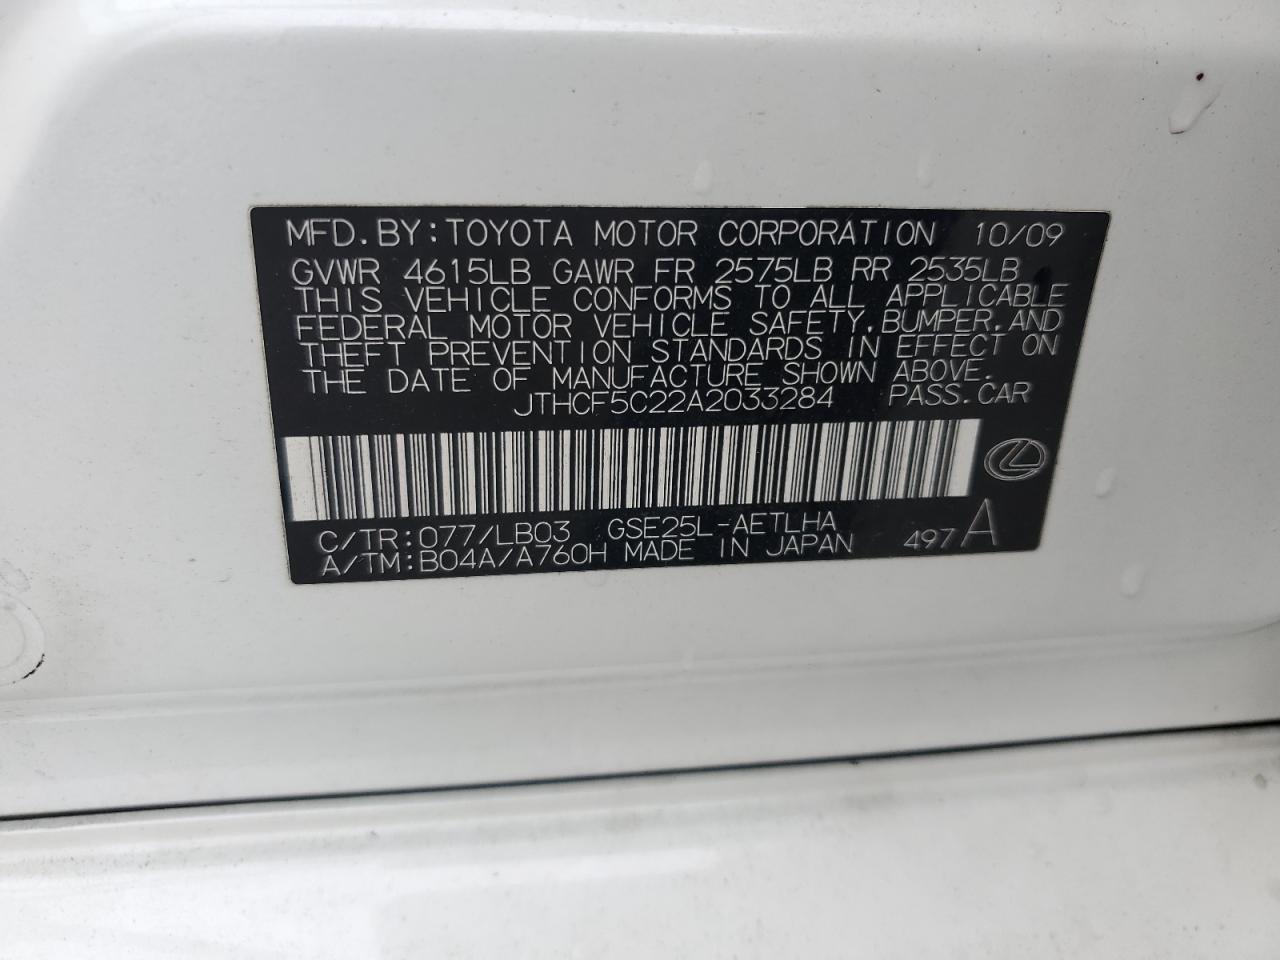 MFD.BY:TOYOTA MOTOR CORPORATION 10/09
GVWR 4615LB GAWR FR 2575LB RR 2535LB
THIS VEHICLE CONFORMS TO ALL APPLICABLE
FEDERAL MOTOR VEHICLE SAFETY,BUMPER,AND
THEFT PREVENTION STANDARDS IN EFFECT ON
THE DATE OF MANUFACTURE SHOWN ABOVE.
JTHCF5C22A2033284 PASS.CAR
C/TR:077/LB03 GSE25L-AETLHA
A/TM:B04A/A760H MADE IN JAPAN 497A